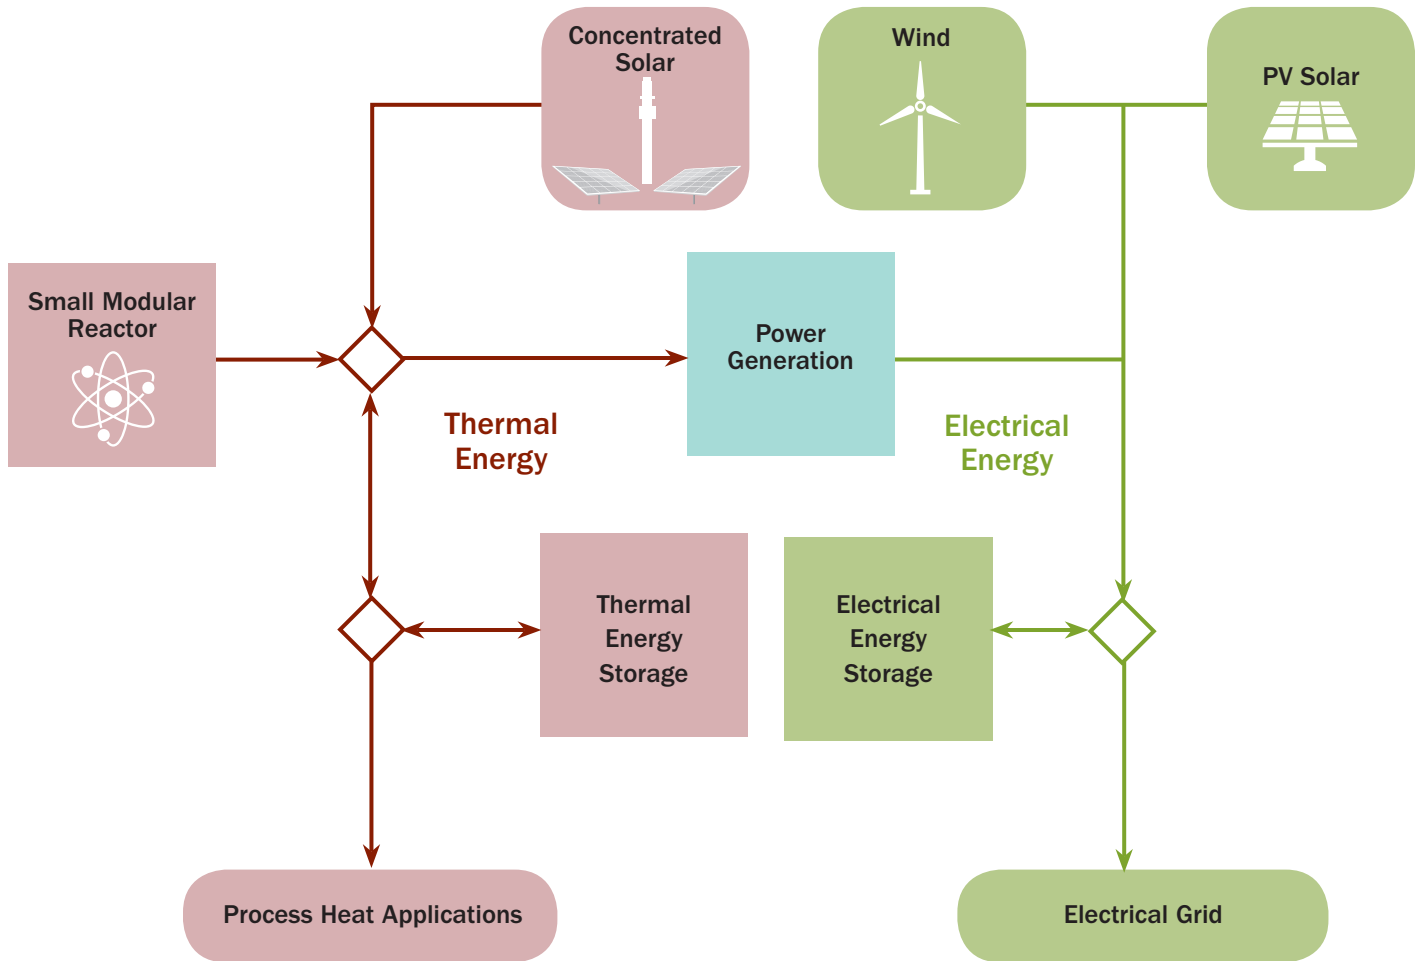 Concentrated
Solar
Wind
PV Solar
Small Modular
Reactor
Power
Generation
Thermal
Energy
Electrical
Energy
Thermal
Energy
Storage
Electrical
Energy
Storage
Process Heat Applications
Electrical Grid